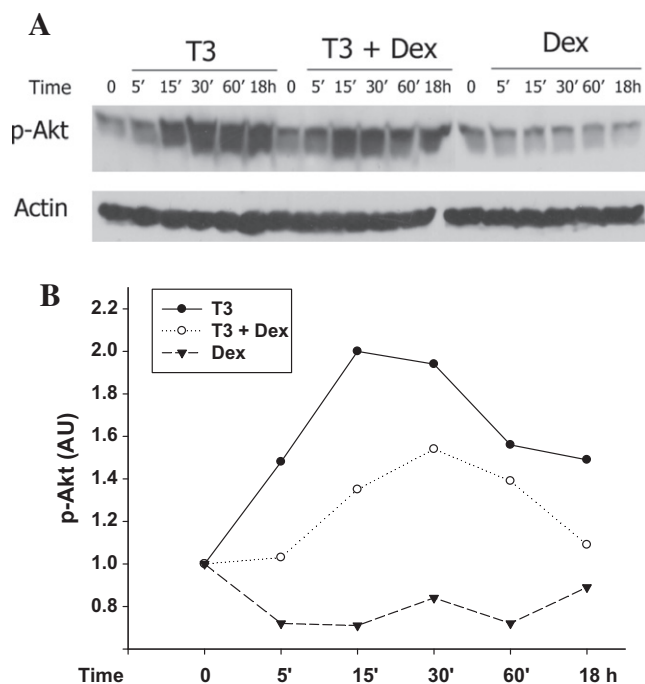 A
T3 T3 + Dex Dex
Time 0 5′ 15′ 30′ 60′ 18h 0 5′ 15′ 30′ 60′ 18h 0 5′ 15′ 30′ 60′ 18h
p-Akt
Actin
B
2.2
2.0
1.8
1.6
1.4
1.2
1.0
0.8
p-Akt (AU)
T3
T3 + Dex
Dex
Time 0 5' 15' 30' 60' 18 h